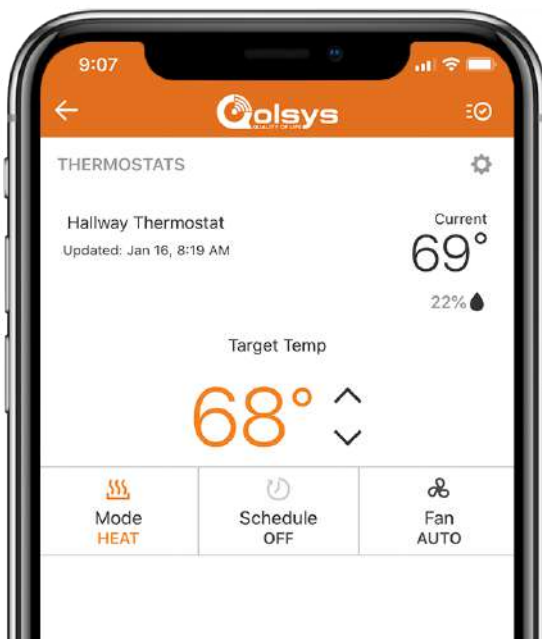 9:07
Qolsys
QUALITY OF LIFE
THERMOSTATS
Hallway Thermostat
Updated: Jan 16, 8:19 AM
Current
69°
22%
Target Temp
68°
Mode
HEAT
Schedule
OFF
Fan
AUTO